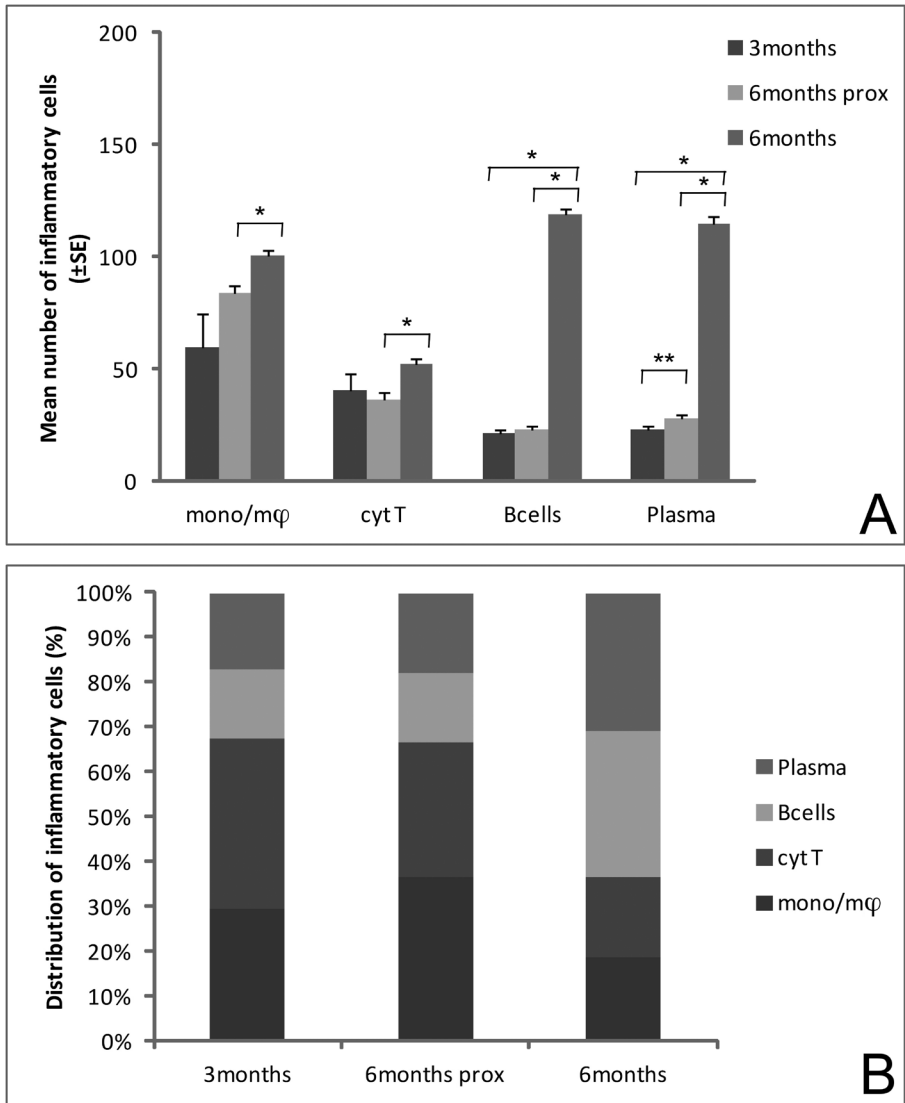 200
150
100
50
0
Mean number of inflammatory cells
(±SE)
3months
6months prox
6months
*
*
*
*
**
*
*
mono/mφ
cyt T
Bcells
Plasma
A
100%
90%
80%
70%
60%
50%
40%
30%
20%
10%
0%
Distribution of inflammatory cells (%)
Plasma
Bcells
cyt T
mono/mφ
3months
6months prox
6months
B